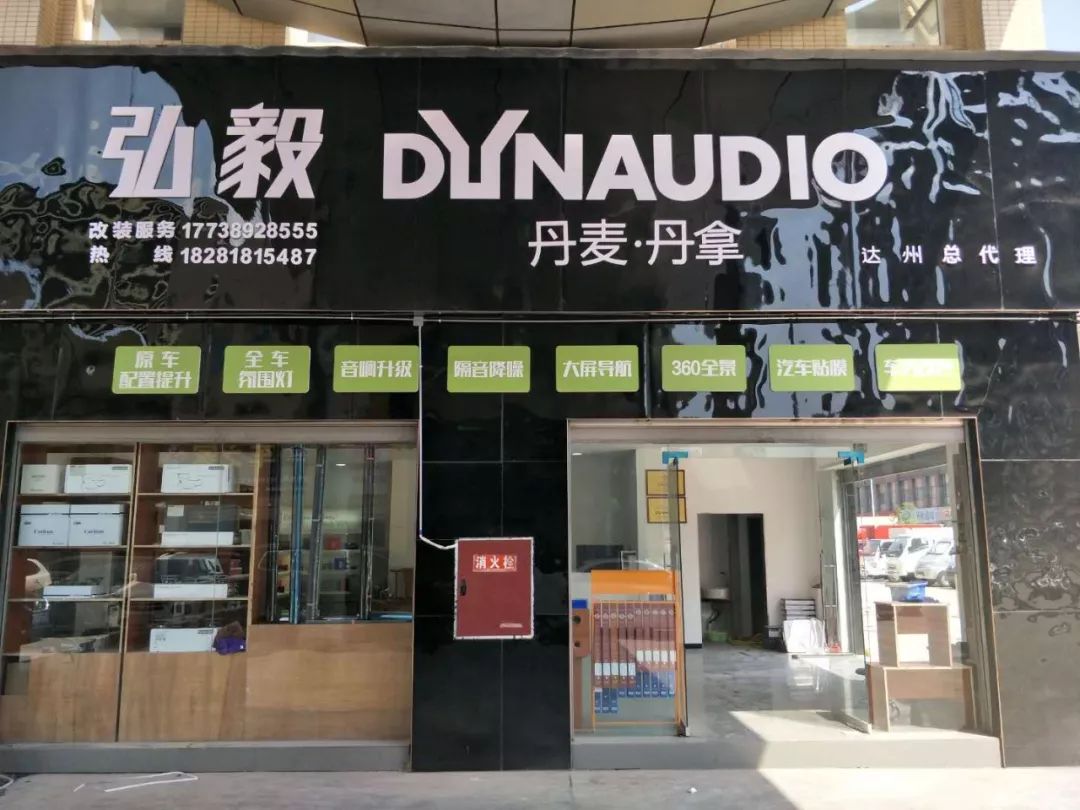 弘毅
DYNAUDIO
改装服务 17738928555
热线 18281815487
丹麦·丹拿
达州总代理
原车
配置提升
全车
氛围灯
音响升级
隔音降噪
大屏导航
360全景
汽车贴膜
消火栓